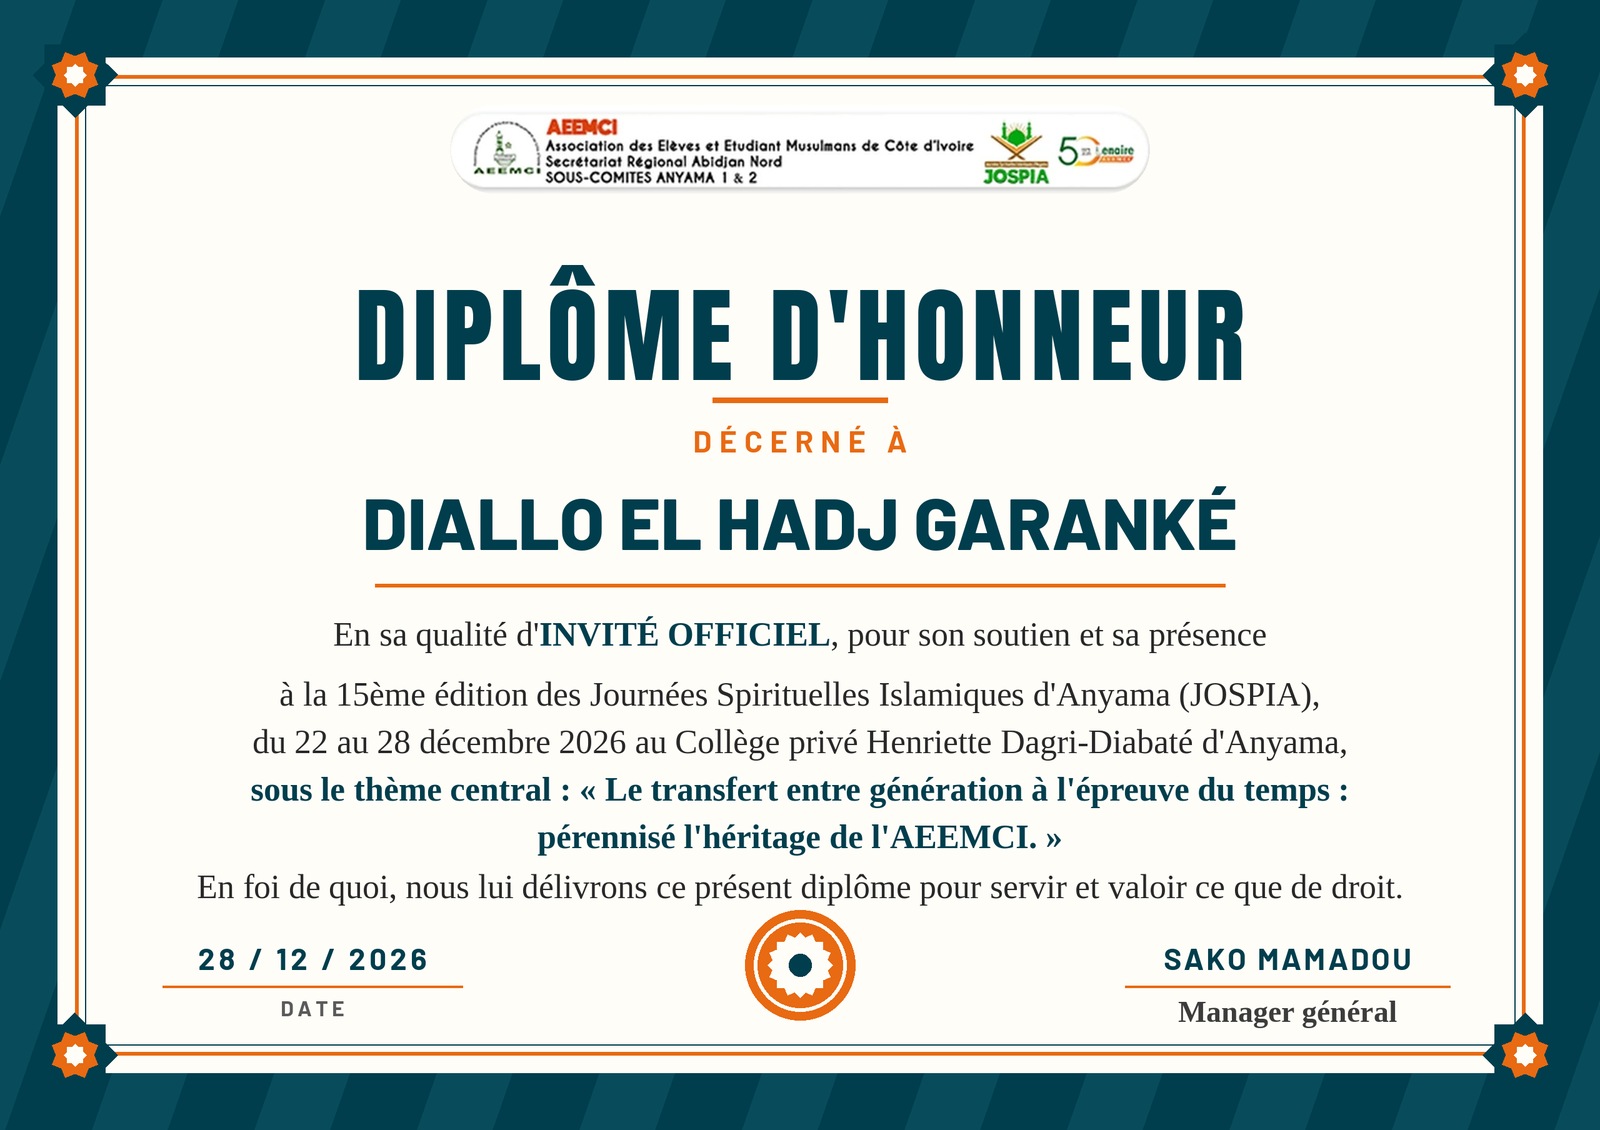 AEEMCI
AEEMCI
Association des Elèves et Etudiant Musulmans de Côte d'Ivoire
Secrétariat Régional Abidjan Nord
SOUS-COMITES ANYAMA 1 & 2
JOSPIA
50 enaire
DIPLÔME D'HONNEUR
DÉCERNÉ À
DIALLO EL HADJ GARANKÉ
En sa qualité d'INVITÉ OFFICIEL, pour son soutien et sa présence
à la 15ème édition des Journées Spirituelles Islamiques d'Anyama (JOSPIA),
du 22 au 28 décembre 2026 au Collège privé Henriette Dagri-Diabaté d'Anyama,
sous le thème central : « Le transfert entre génération à l'épreuve du temps :
pérennisé l'héritage de l'AEEMCI. »
En foi de quoi, nous lui délivrons ce présent diplôme pour servir et valoir ce que de droit.
28 / 12 / 2026
DATE
SAKO MAMADOU
Manager général